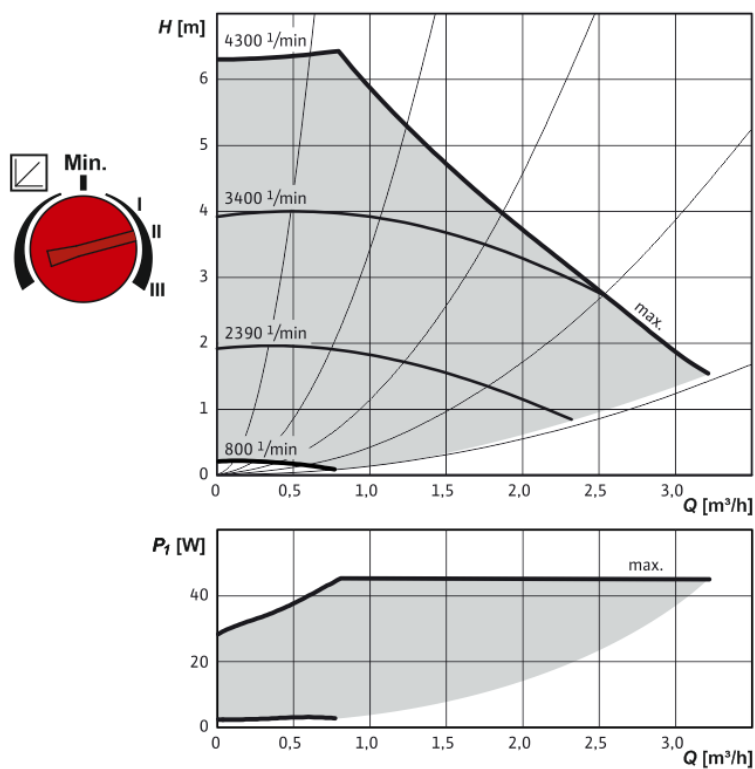 H [m]
4300 1/min
6
5
3400 1/min
4
3
2390 1/min
2
1
800 1/min
0
max.
0 0,5 1,0 1,5 2,0 2,5 3,0
Q [m³/h]
Min.
I
II
III
P1 [W]
max.
40
20
0
0 0,5 1,0 1,5 2,0 2,5 3,0
Q [m³/h]